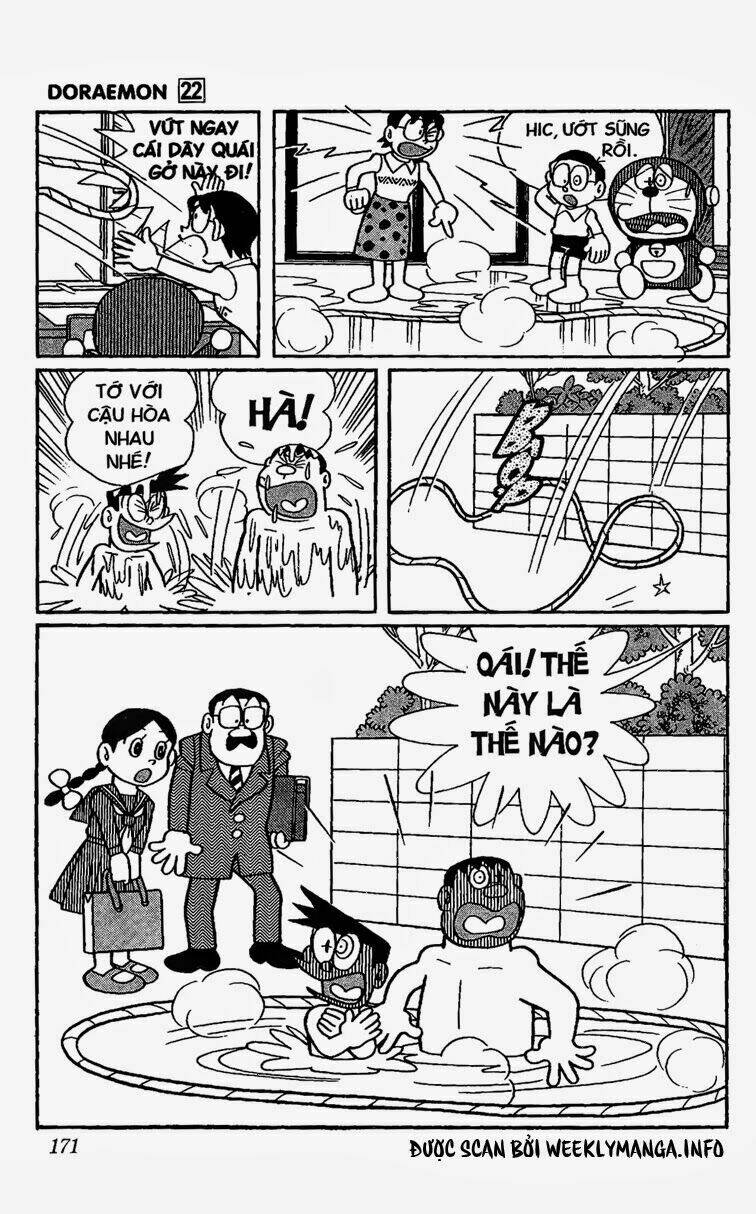 DORAEMON 22
VỨT NGAY
CÁI DÂY QUÁI
GỞ NÀY ĐI!
HIC, ƯỚT SŨNG
RỒI.
TỚ VỚI
CẬU HÒA
NHAU
NHÉ!
HÀ!
QÁI! THẾ
NÀY LÀ
THẾ NÀO?
171
ĐƯỢC SCAN BỞI WEEKLYMANGA.INFO